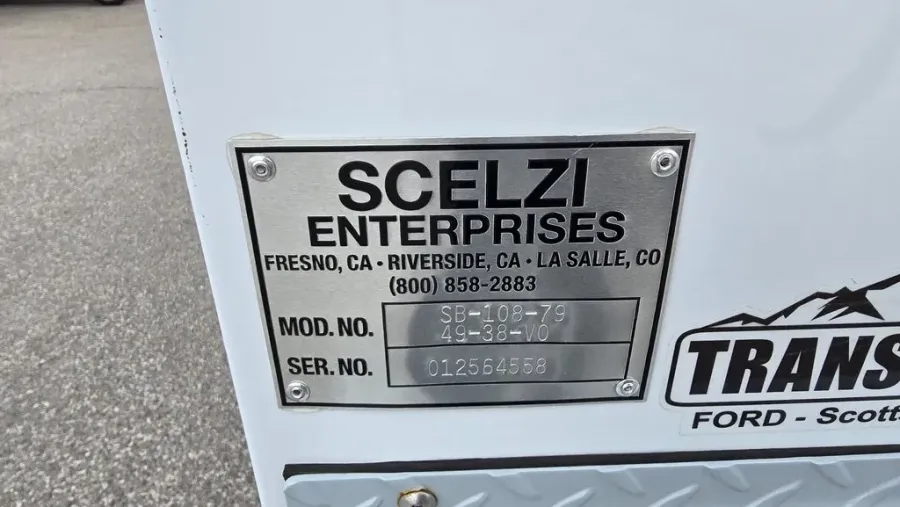 SCELZI
ENTERPRISES
FRESNO, CA · RIVERSIDE, CA · LA SALLE, CO
(800) 858-2883
MOD. NO. SB-108-79
49-38-VO
SER. NO. 012564558
TRANS
FORD - Scotts